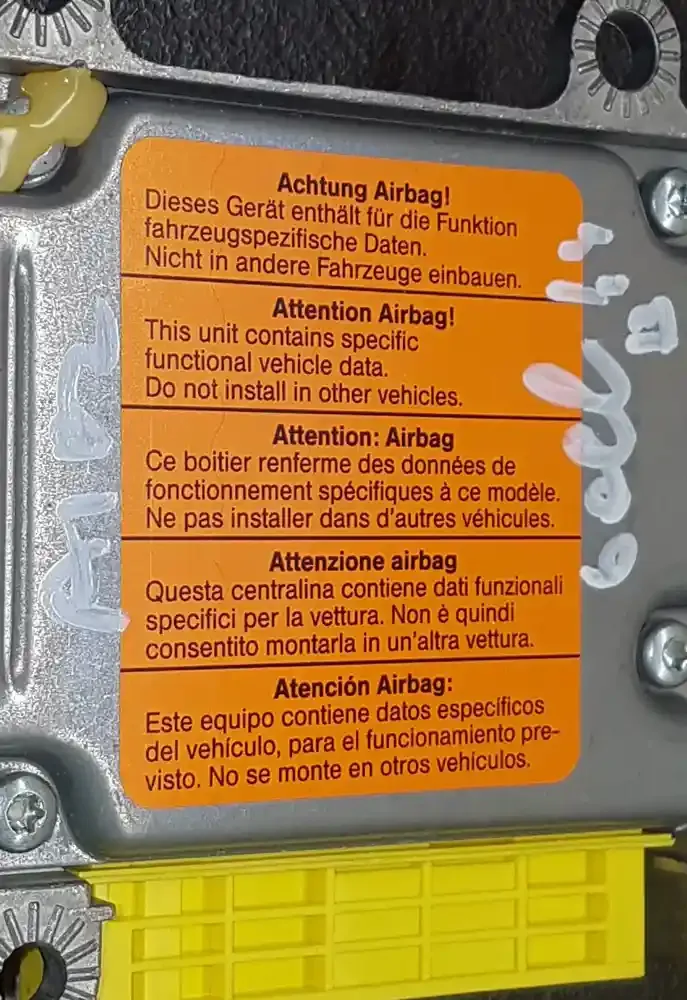 Achtung Airbag!
Dieses Gerät enthält für die Funktion
fahrzeugspezifische Daten.
Nicht in andere Fahrzeuge einbauen.
Attention Airbag!
This unit contains specific
functional vehicle data.
Do not install in other vehicles.
Attention: Airbag
Ce boitier renferme des données de
fonctionnement spécifiques à ce modèle.
Ne pas installer dans d'autres véhicules.
Attenzione airbag
Questa centralina contiene dati funzionali
specifici per la vettura. Non è quindi
consentito montarla in un'altra vettura.
Atención Airbag:
Este equipo contiene datos específicos
del vehículo, para el funcionamiento pre-
visto. No se monte en otros vehículos.